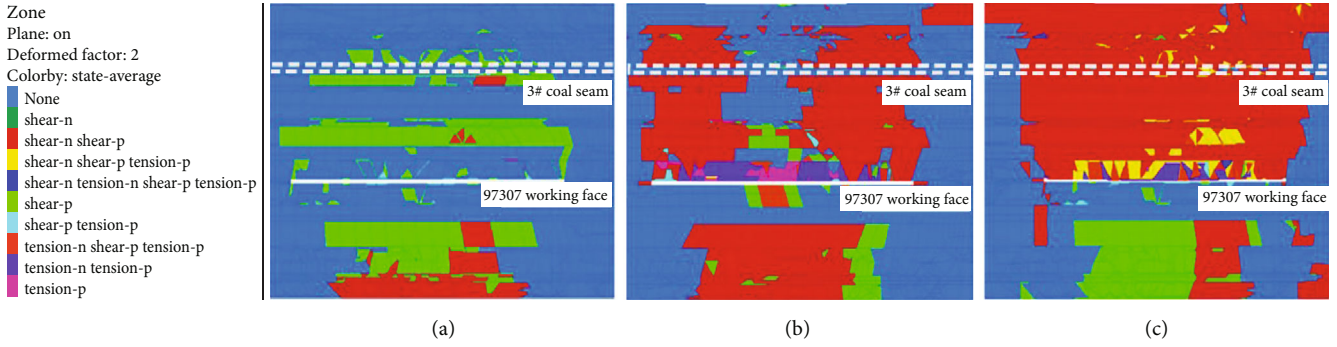 Zone
Plane: on
Deformed factor: 2
Colorby: state-average
None
shear-n
shear-n shear-p
shear-n shear-p tension-p
shear-n tension-n shear-p tension-p
shear-p
shear-p tension-p
tension-n shear-p tension-p
tension-n tension-p
tension-p
3# coal seam
97307 working face
(a)
3# coal seam
97307 working face
(b)
3# coal seam
97307 working face
(c)